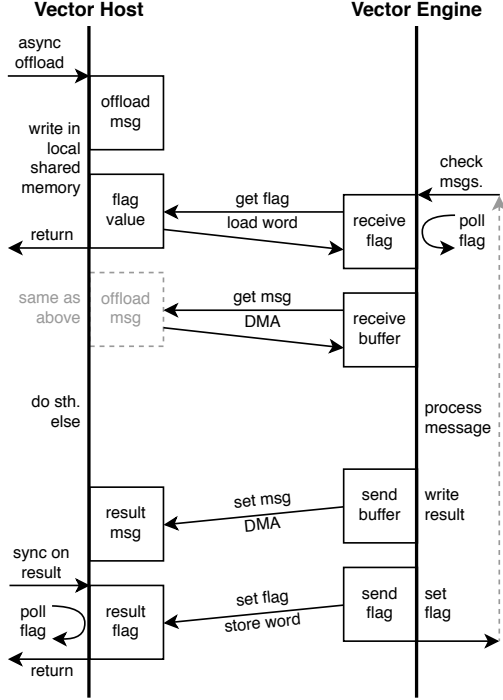 Vector Host
Vector Engine
async
offload
offload
msg
write in
local
shared
memory
flag
value
get flag
load word
receive
flag
check
msgs.
poll
flag
return
same as
above
offload
msg
get msg
DMA
receive
buffer
do sth.
else
process
message
result
msg
set msg
DMA
send
buffer
write
result
sync on
result
poll
flag
result
flag
set flag
store word
send
flag
set
flag
return